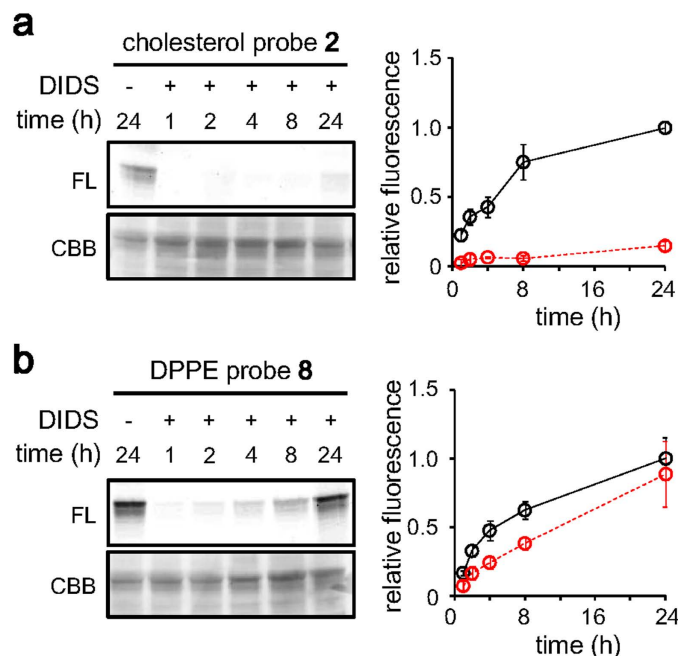 a
cholesterol probe 2
DIDS - + + + + +
time (h) 24 1 2 4 8 24
FL
CBB
relative fluorescence
1.5
1.0
0.5
0
0 8 16 24
time (h)
b
DPPE probe 8
DIDS - + + + + +
time (h) 24 1 2 4 8 24
FL
CBB
relative fluorescence
1.5
1.0
0.5
0
0 8 16 24
time (h)